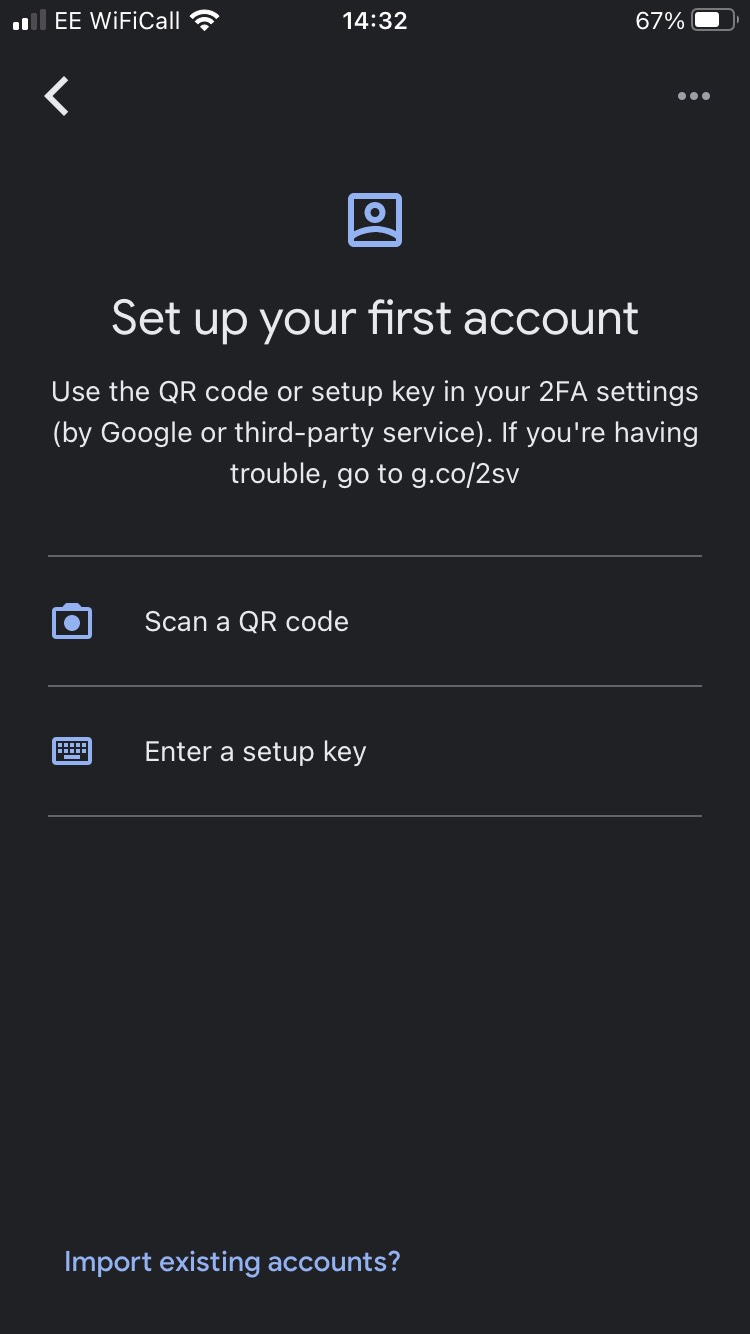 EE WiFiCall 14:32 67%
Set up your first account
Use the QR code or setup key in your 2FA settings
(by Google or third-party service). If you're having
trouble, go to g.co/2sv
Scan a QR code
Enter a setup key
Import existing accounts?